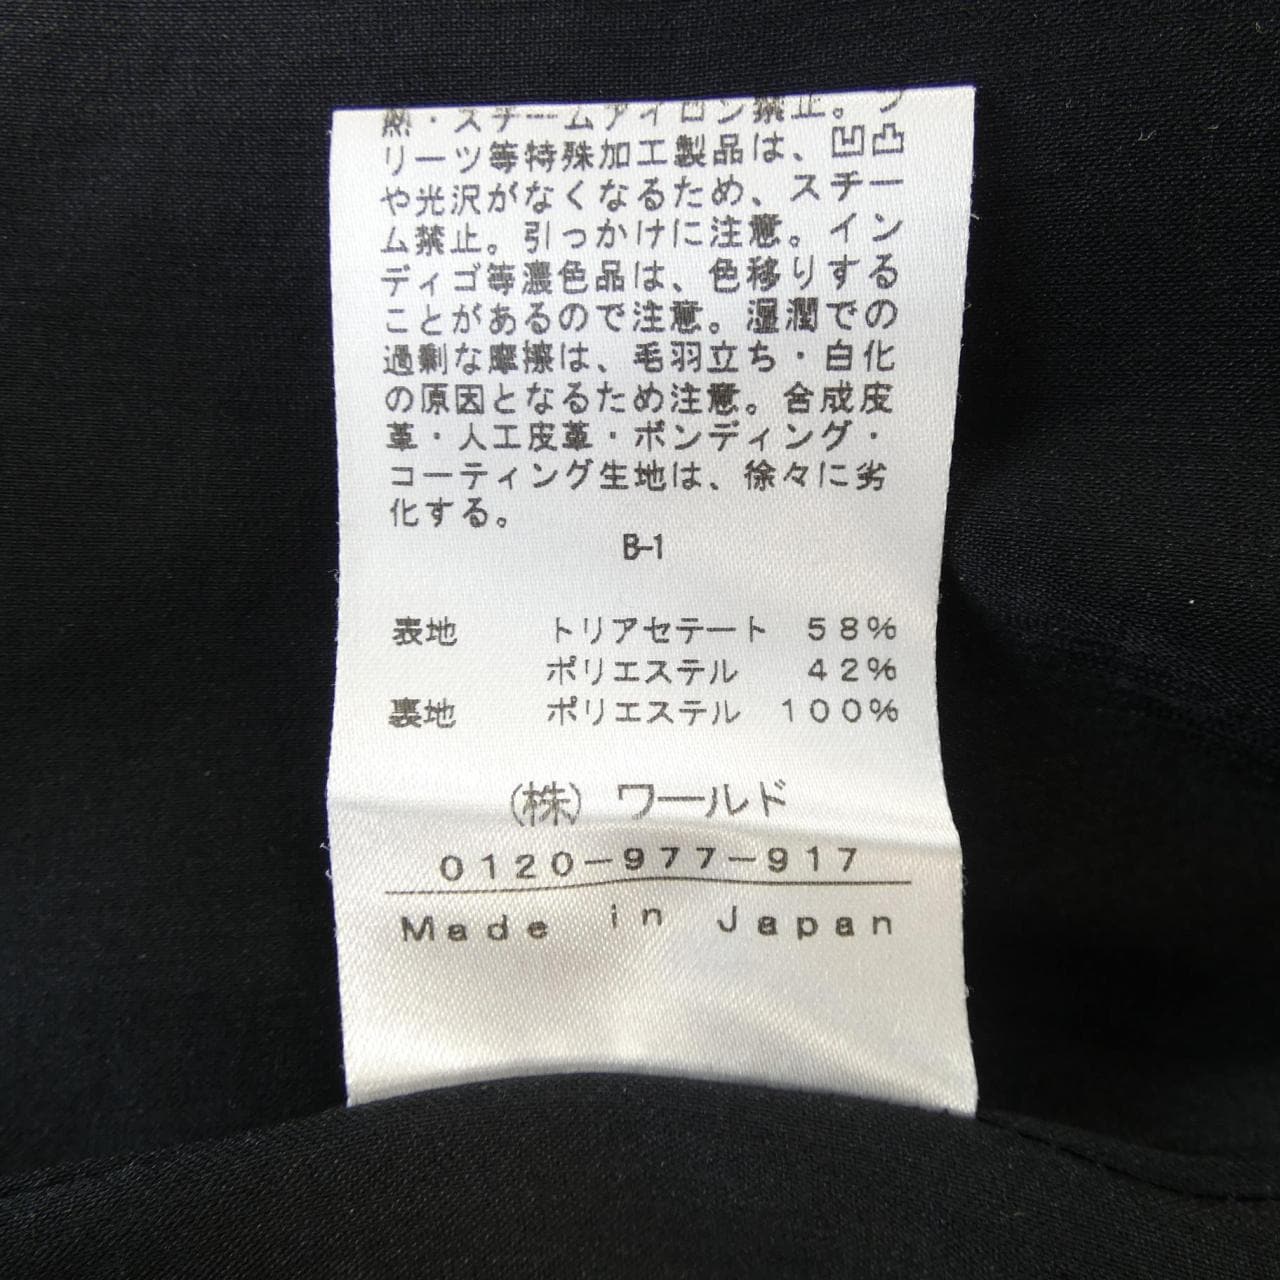 熱・スチームアイロン禁止。プ
リーツ等特殊加工製品は、凹凸
や光沢がなくなるため、スチー
ム禁止。引っかけに注意。イン
ディゴ等濃色品は、色移りする
ことがあるので注意。湿潤での
過剰な摩擦は、毛羽立ち・白化
の原因となるため注意。合成皮
革・人工皮革・ボンディング・
コーティング生地は、徐々に劣
化する。
B-1
表地 トリアセテート 58%
ポリエステル 42%
裏地 ポリエステル 100%
(株) ワールド
0120-977-917
Made in Japan